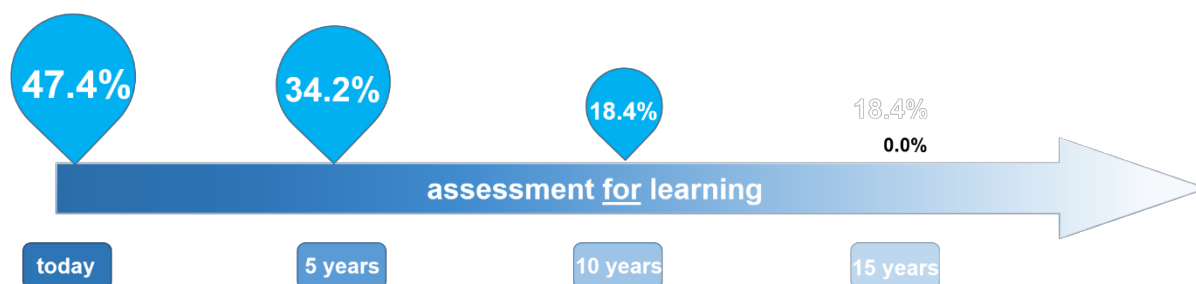 47.4%
34.2%
18.4%
18.4%
0.0%
assessment for learning
today
5 years
10 years
15 years